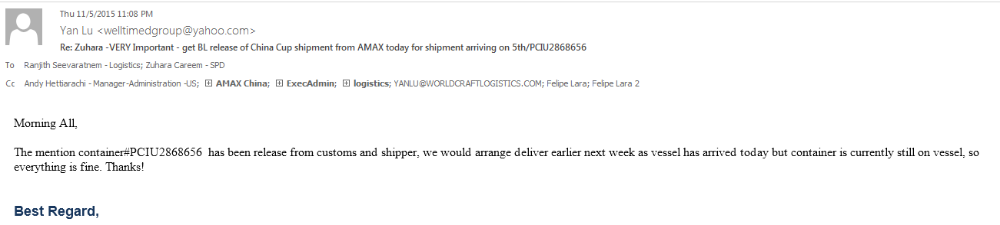 Thu 11/5/2015 11:08 PM
Yan Lu <welltimedgroup@yahoo.com>
Re: Zuhara -VERY Important - get BL release of China Cup shipment from AMAX today for shipment arriving on 5th/PCIU2868656
To Ranjith Seevaratnem - Logistics; Zuhara Careem - SPD
Cc Andy Hettiarachi - Manager-Administration -US; AMAX China; ExecAdmin; logistics; YANLU@WORLDCRAFTLOGISTICS.COM; Felipe Lara; Felipe Lara 2
Morning All,
The mention container#PCIU2868656 has been release from customs and shipper, we would arrange deliver earlier next week as vessel has arrived today but container is currently still on vessel, so
everything is fine. Thanks!
Best Regard,